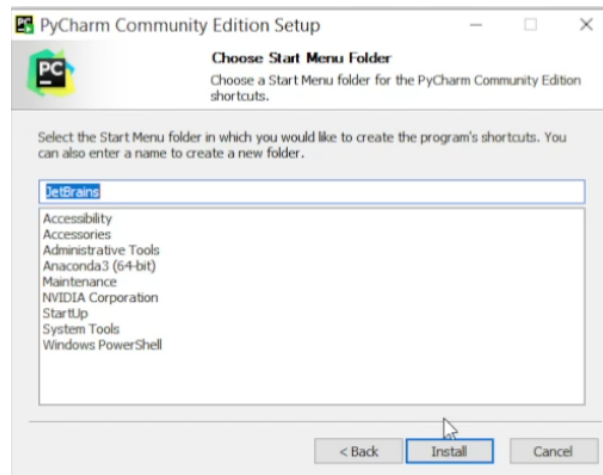 PC PyCharm Community Edition Setup
PC
Choose Start Menu Folder
Choose a Start Menu folder for the PyCharm Community Edition
shortcuts.
Select the Start Menu folder in which you would like to create the program's shortcuts. You
can also enter a name to create a new folder.
JetBrains
Accessibility
Accessories
Administrative Tools
Anaconda3 (64-bit)
Maintenance
NVIDIA Corporation
StartUp
System Tools
Windows PowerShell
< Back Install Cancel